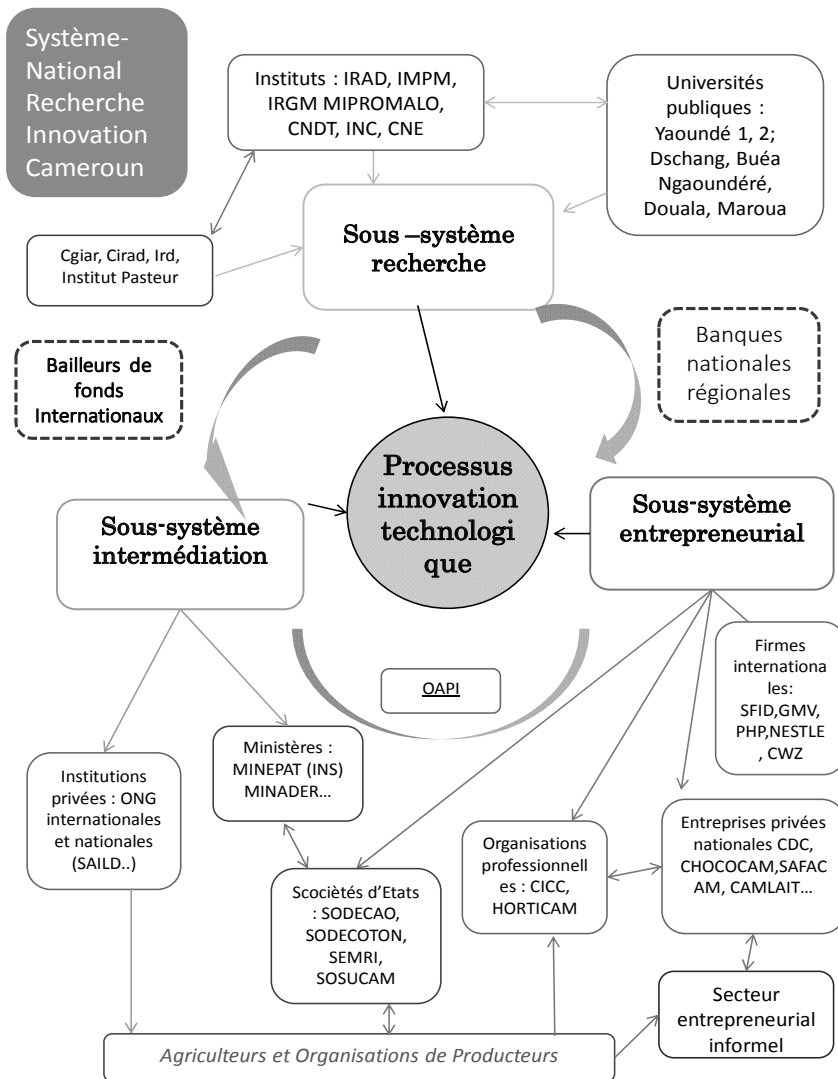 Système-
National
Recherche
Innovation
Cameroun
Instituts : IRAD, IMPM,
IRGM MIPROMALO,
CNDT, INC, CNE
Universités
publiques :
Yaoundé 1, 2;
Dschang, Buéa
Ngaoundéré,
Douala, Maroua
Cgiar, Cirad, Ird,
Institut Pasteur
Sous –système
recherche
Bailleurs de
fonds
Internationaux
Banques
nationales
régionales
Processus
innovation
technologi
que
Sous-système
intermédiation
Sous-système
entrepreneurial
OAPI
Firmes
internationa
les:
SFID,GMV,
PHP,NESTLE
, CWZ
Ministères :
MINEPAT (INS)
MINADER...
Institutions
privées : ONG
internationales
et nationales
(SAILD..)
Scociètés d'Etats
: SODECAO,
SODECOTON,
SEMRI,
SOSUCAM
Organisations
professionnell
es : CICC,
HORTICAM
Entreprises privées
nationales CDC,
CHOCOCAM,SAFAC
AM, CAMLAIT...
Secteur
entrepreneurial
informel
Agriculteurs et Organisations de Producteurs